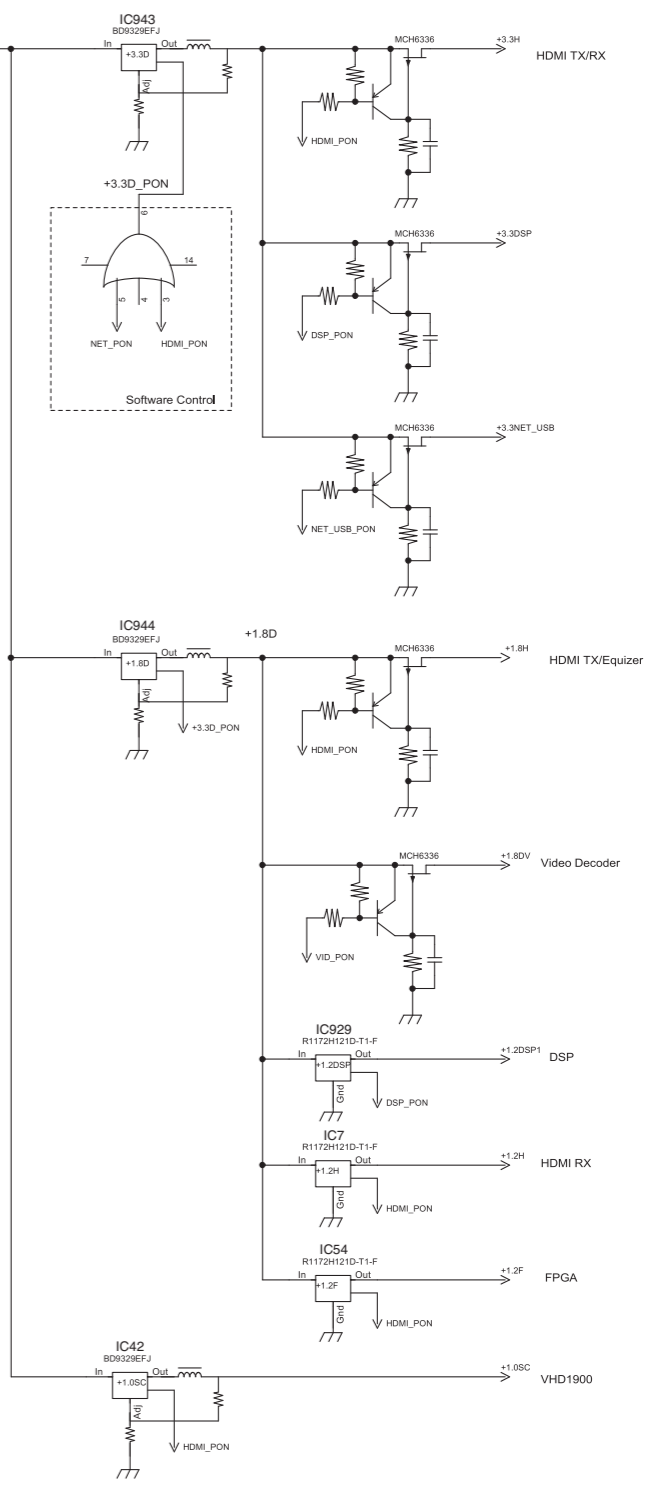 IC943
BD9329EFJ
In
Out
+3.3D
Adj
MCH6336
+3.3H
HDMI TX/RX
HDMI_PON
+3.3D_PON
6
7
14
5
4
3
NET_PON
HDMI_PON
Software Control
MCH6336
+3.3DSP
DSP_PON
MCH6336
+3.3NET_USB
NET_USB_PON
IC944
BD9329EFJ
In
Out
+1.8D
Adj
+3.3D_PON
+1.8D
MCH6336
+1.8H
HDMI TX/Equizer
HDMI_PON
MCH6336
+1.8DV
Video Decoder
VID_PON
IC929
R1172H121D-T1-F
In
Out
+1.2DSP
Gnd
+1.2DSP1
DSP
DSP_PON
IC7
R1172H121D-T1-F
In
Out
+1.2H
Gnd
+1.2H
HDMI RX
HDMI_PON
IC54
R1172H121D-T1-F
In
Out
+1.2F
Gnd
+1.2F
FPGA
HDMI_PON
IC42
BD9329EFJ
In
Out
+1.0SC
Adj
+1.0SC
VHD1900
HDMI_PON